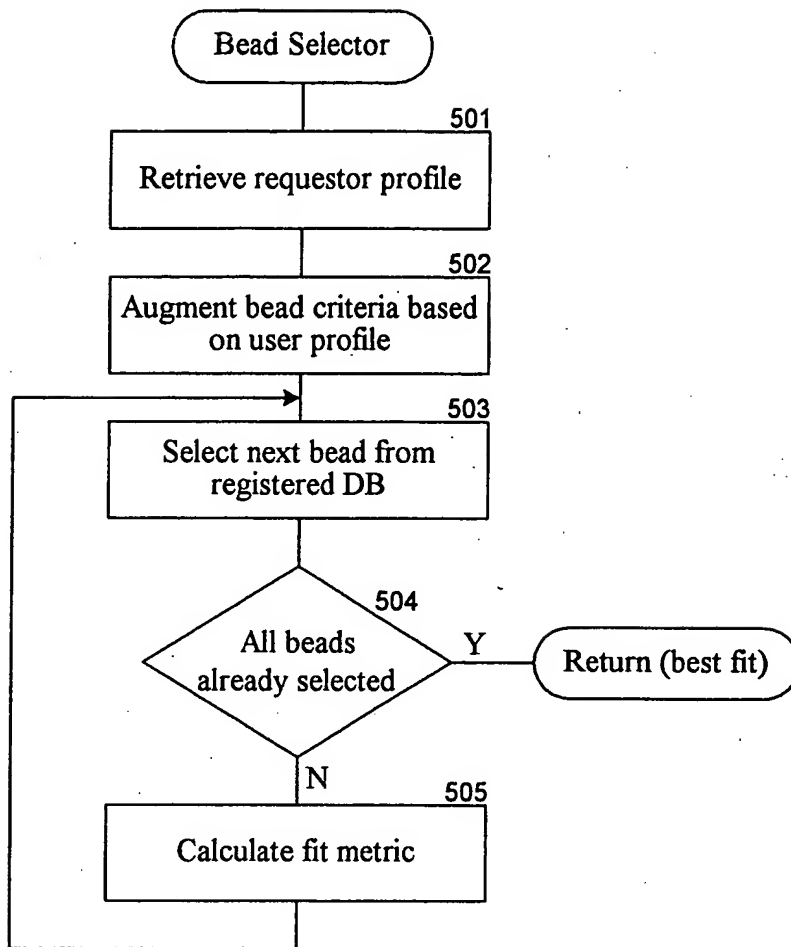 Bead Selector
501
Retrieve requestor profile
502
Augment bead criteria based
on user profile
503
Select next bead from
registered DB
504
All beads
already selected
Y
Return (best fit)
N
505
Calculate fit metric